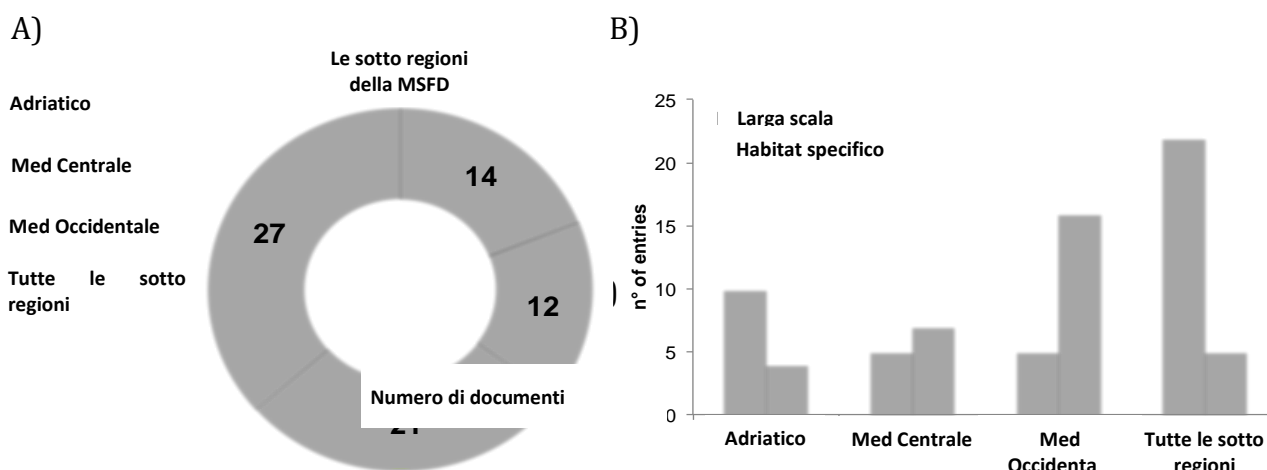 A)
Le sotto regioni
della MSFD
Adriatico
Med Centrale
Med Occidentale
Tutte le sotto
regioni
14
27
12
Numero di documenti
B)
Larga scala
Habitat specifico
)
n° of entries
25
20
15
10
5
0
Adriatico
Med Centrale
Med
Occidenta
Tutte le sotto
regioni